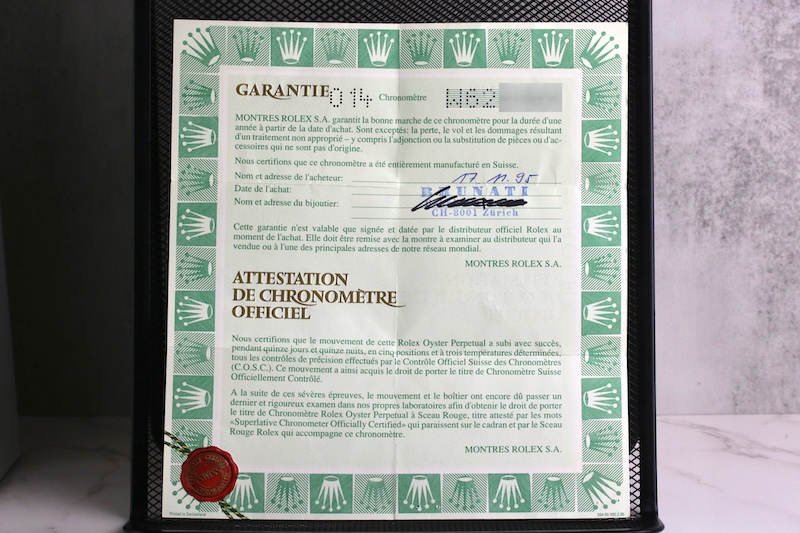 GARANTIE 014 Chronomètre W62
MONTRES ROLEX S.A. garantit la bonne marche de ce chronomètre pour la durée d'une
année à partir de la date d'achat. Sont exceptés: la perte, le vol et les dommages résultant
d'un traitement non approprié – y compris l'adjonction ou la substitution de pièces ou d'ac-
cessoires qui ne sont pas d'origine.
Nous certifions que ce chronomètre a été entièrement manufacturé en Suisse.
Nom et adresse de l'acheteur:
17. 11. 95
Date de l'achat:
BRUNATI
Nom et adresse du bijoutier:
CH-8001 Zürich
Cette garantie n'est valable que signée et datée par le distributeur officiel Rolex au
moment de l'achat. Elle doit être remise avec la montre à examiner au distributeur qui l'a
vendue ou à l'une des principales adresses de notre réseau mondial.
MONTRES ROLEX S.A.
ATTESTATION
DE CHRONOMÈTRE
OFFICIEL
Nous certifions que le mouvement de cette Rolex Oyster Perpetual a subi avec succès,
pendant quinze jours et quinze nuits, en cinq positions et à trois températures déterminées,
tous les contrôles de précision effectués par le Contrôle Officiel Suisse des Chronomètres
(C.O.S.C.). Ce mouvement a ainsi acquis le droit de porter le titre de Chronomètre Suisse
Officiellement Contrôlé.
A la suite de ces sévères épreuves, le mouvement et le boîtier ont encore dû passer un
dernier et rigoureux examen dans nos propres laboratoires afin d'obtenir le droit de porter
le titre de Chronomètre Rolex Oyster Perpetual à Sceau Rouge, titre attesté par les mots
«Superlative Chronometer Officially Certified» qui paraissent sur le cadran et par le Sceau
Rouge Rolex qui accompagne ce chronomètre.
MONTRES ROLEX S.A.
Printed in Switzerland